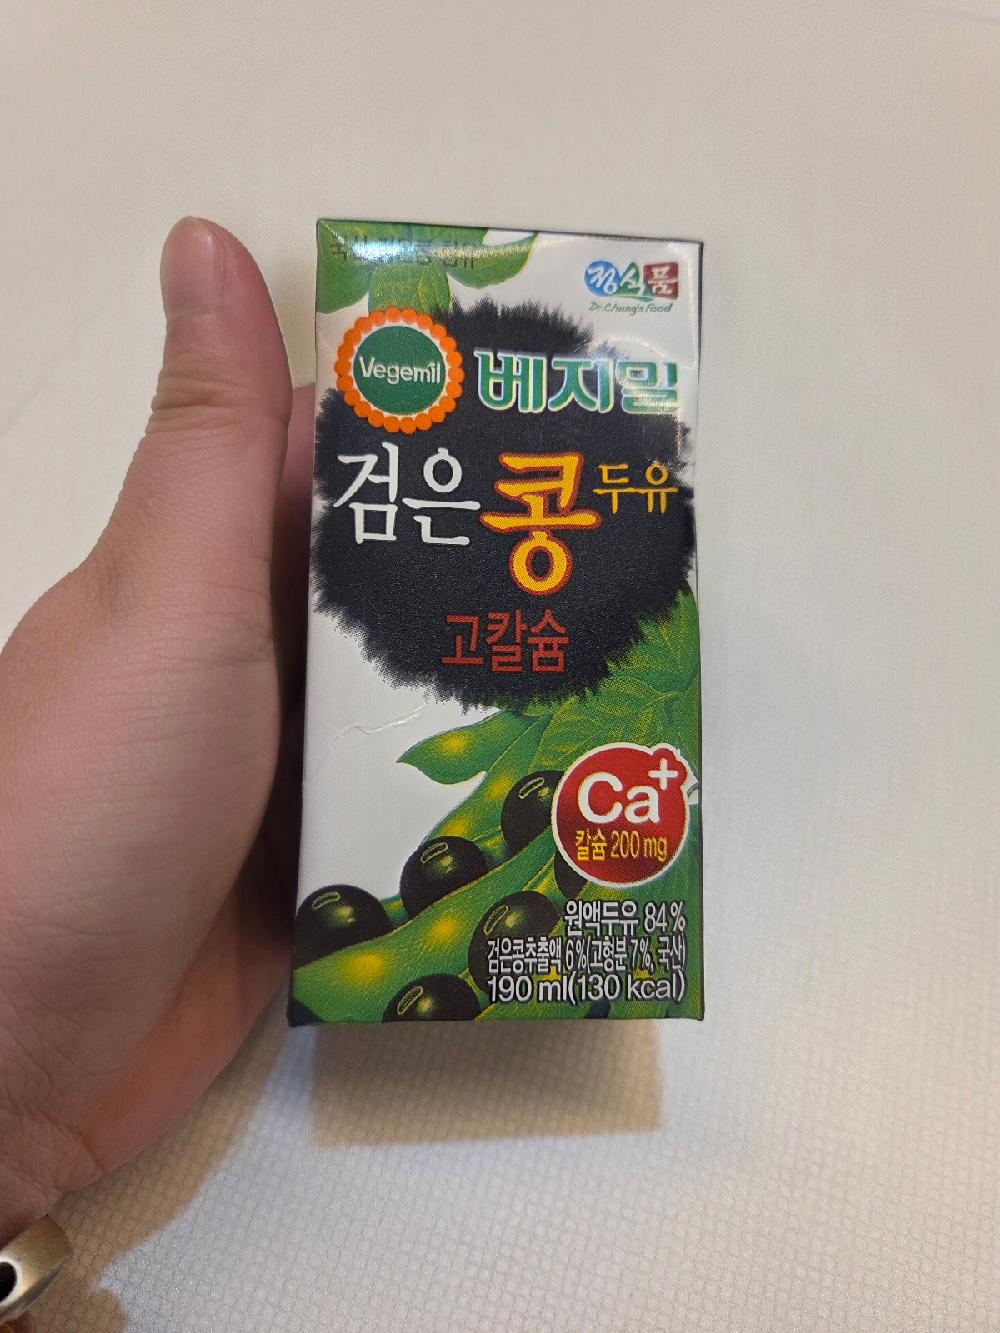 정식품
Dr.Chung's Food
Vegemil
베지밀
검은콩두유
고칼슘
Ca+
칼슘 200 mg
원액두유 84 %
검은콩추출액 6 %(고형분 7 %, 국산)
190 ml(130 kcal)